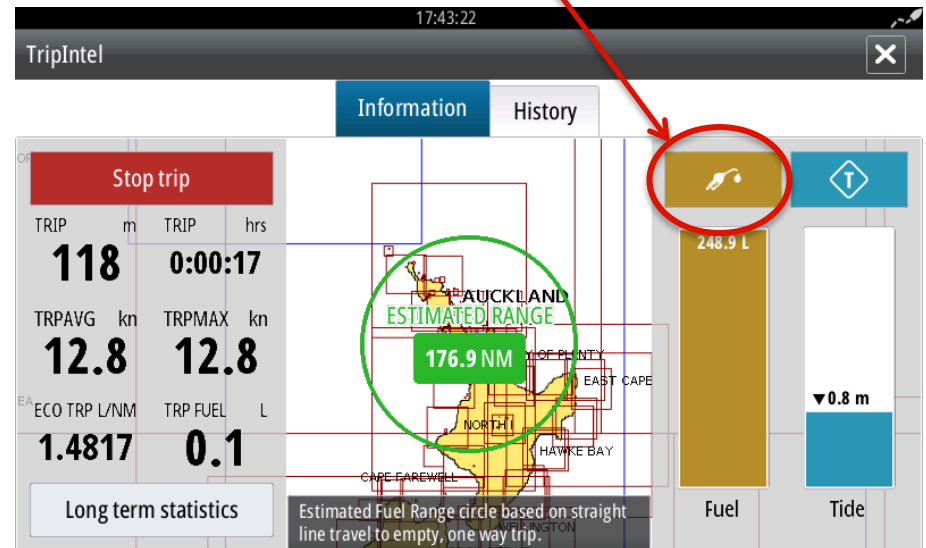 17:43:22
TripIntel
Information
History
Stop trip
TRIP m
TRIP hrs
118
0:00:17
TRPAVG kn
TRPMAX kn
12.8
12.8
ECO TRP L/NM
TRP FUEL L
1.4817
0.1
Long term statistics
AUCKLAND
ESTIMATED RANGE
176.9 NM
Y OF PLENTY
EAST CAPE
NORTH I
HAWKE BAY
CAPE FAREWELL
WELLINGTON
Estimated Fuel Range circle based on straight
line travel to empty, one way trip.
T
248.9 L
▼0.8 m
Fuel
Tide